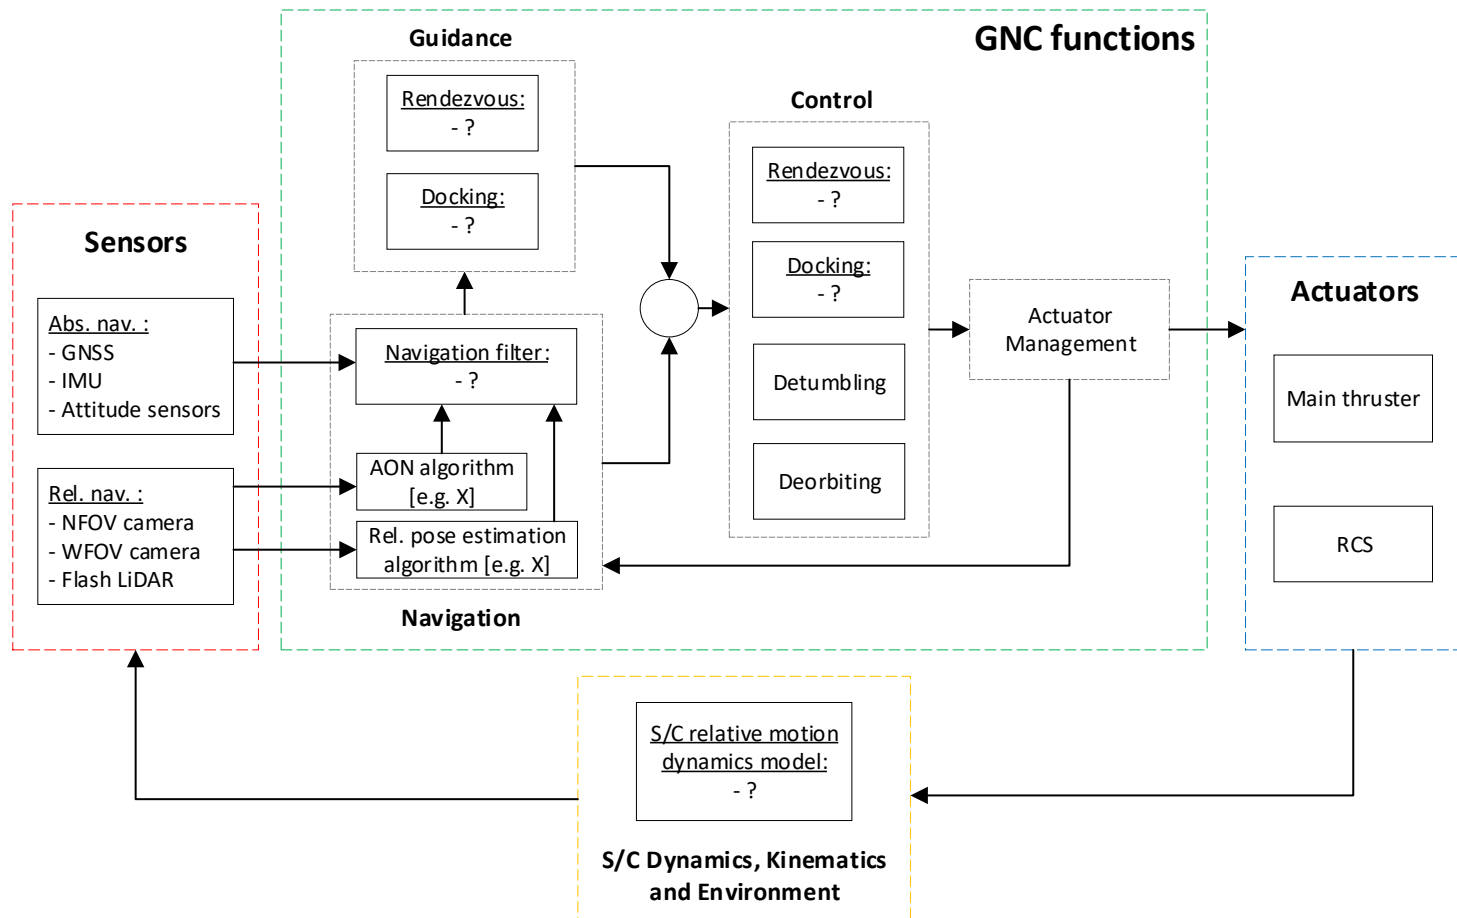 GNC functions
Guidance
Rendezvous:
- ?
Docking:
- ?
Control
Rendezvous:
- ?
Docking:
- ?
Detumbling
Deorbiting
Sensors
Abs. nav. :
- GNSS
- IMU
- Attitude sensors
Rel. nav. :
- NFOV camera
- WFOV camera
- Flash LiDAR
Navigation filter:
- ?
AON algorithm
[e.g. X]
Rel. pose estimation
algorithm [e.g. X]
Navigation
Actuator
Management
Actuators
Main thruster
RCS
S/C relative motion
dynamics model:
- ?
S/C Dynamics, Kinematics
and Environment